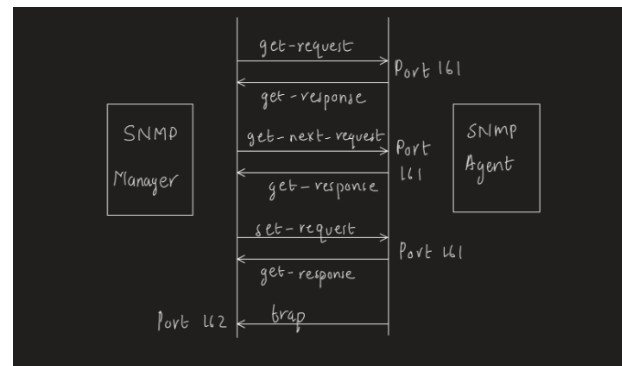 get-request
Port 161
get-response
SNMP
Manager
get-next-request
Port
161
SNMP
Agent
get-response
set-request
Port 161
get-response
Port 162
trap